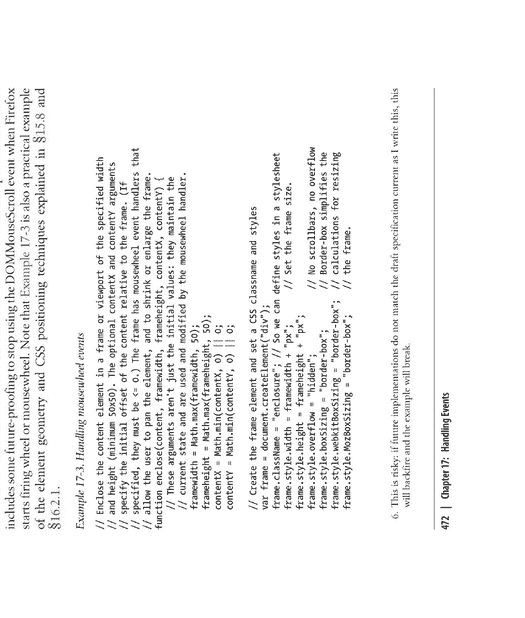 includes some future-proofing to stop using the DOMMouseScroll event when Firefox
starts firing wheel or mousewheel. Note that Example 17-3 is also a practical example
of the element geometry and CSS positioning techniques explained in §15.8 and
§16.2.1.
Example 17-3. Handling mousewheel events
// Enclose the content element in a frame or viewport of the specified width
// and height (minimum 50x50). The optional contentX and contentY arguments
// specify the initial offset of the content relative to the frame. (If
// specified, they must be <= 0.) The frame has mousewheel event handlers that
// allow the user to pan the element, and to shrink or enlarge the frame.
function enclose(content, framewidth, frameheight, contentX, contentY) {
// These arguments aren't just the initial values: they maintain the
// current state and are used and modified by the mousewheel handler.
framewidth = Math.max(framewidth, 50);
frameheight = Math.max(frameheight, 50);
contentX = Math.min(contentX, 0) || 0;
contentY = Math.min(contentY, 0) || 0;
// Create the frame element and set a CSS classname and styles
var frame = document.createElement("div");
frame.className = "enclosure"; // So we can define styles in a stylesheet
frame.style.width = framewidth + "px"; // Set the frame size.
frame.style.height = frameheight + "px";
frame.style.overflow = "hidden"; // No scrollbars, no overflow
frame.style.boxSizing = "border-box"; // Border-box simplifies the
frame.style.webkitBoxSizing = "border-box"; // calculations for resizing
frame.style.MozBoxSizing = "border-box"; // the frame.
6. This is risky: if future implementations do not match the draft specification current as I write this, this
will backfire and the example will break.
472 | Chapter 17: Handling Events